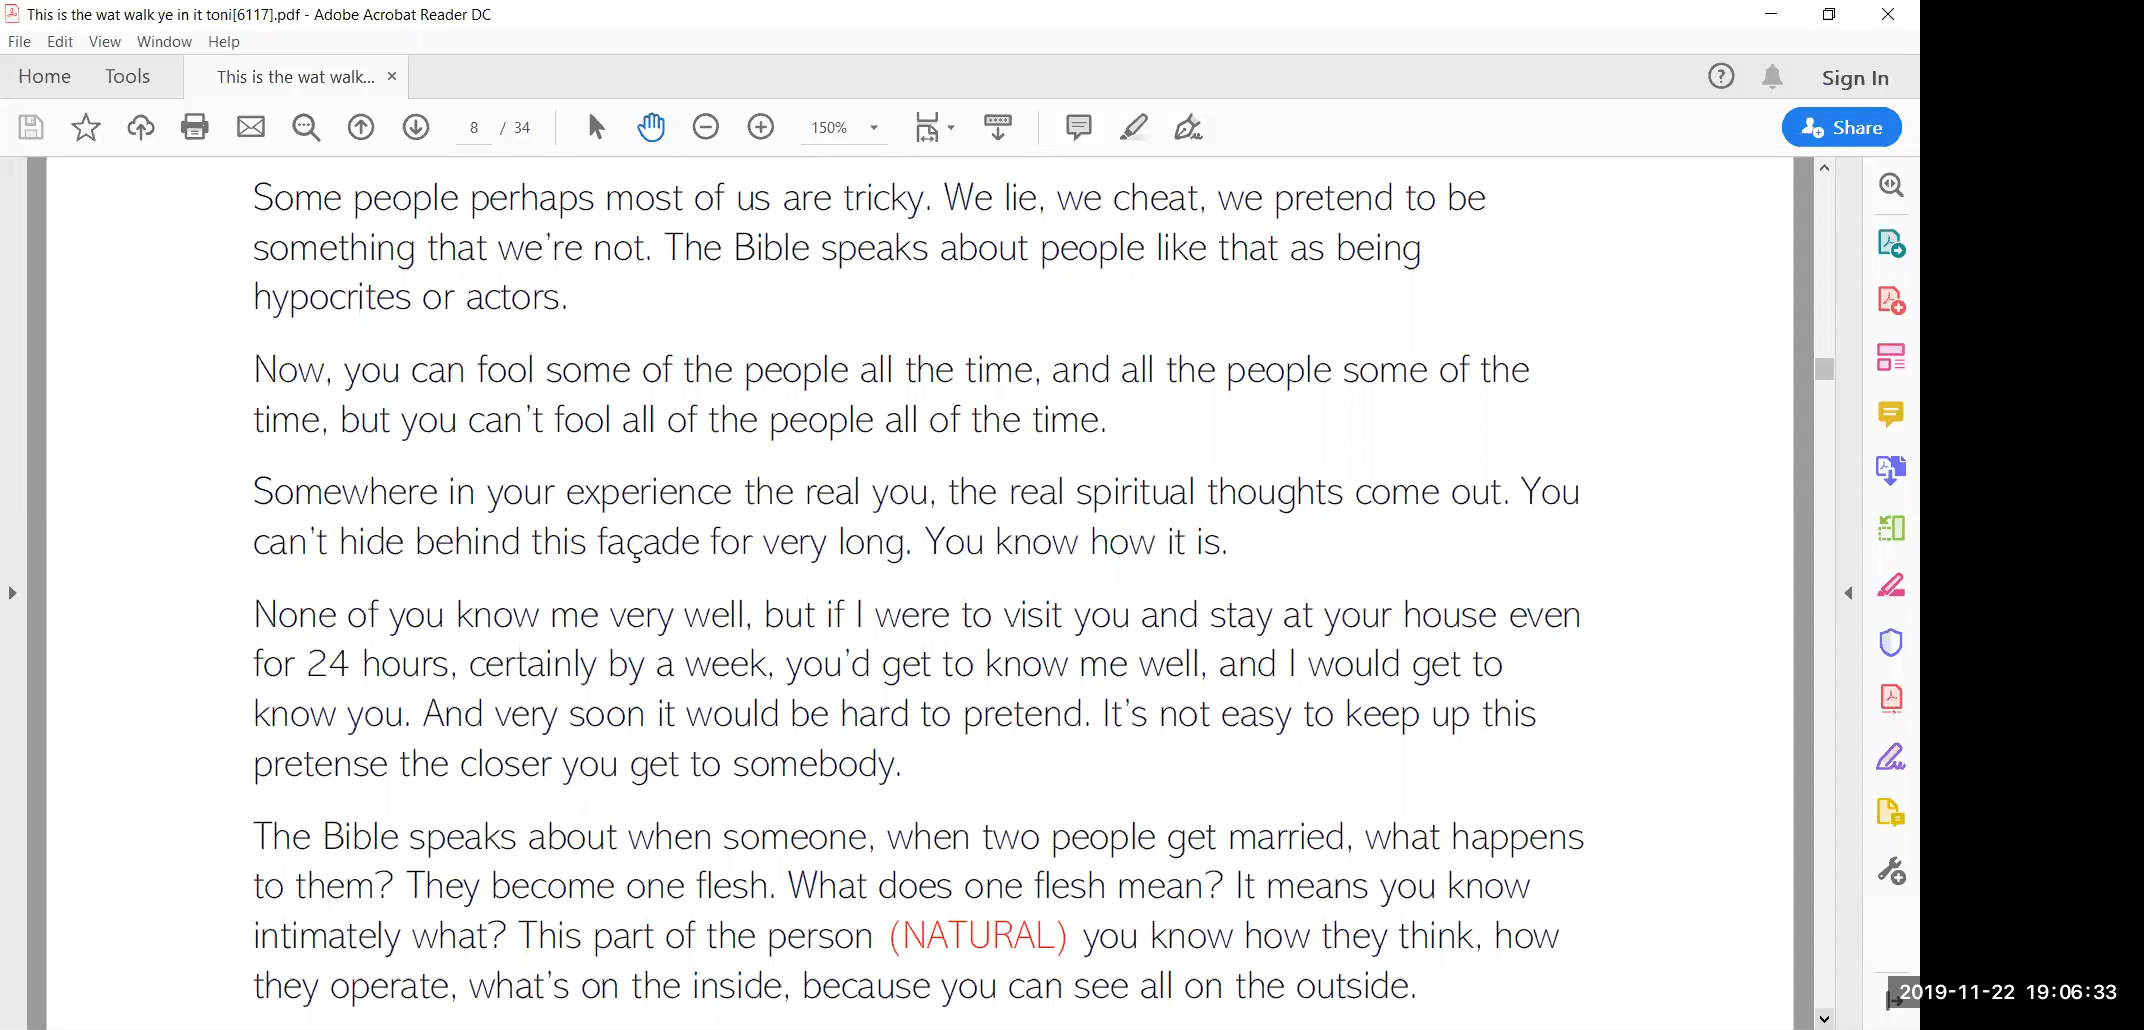 This is the wat walk ye in it toni[6117].pdf - Adobe Acrobat Reader DC
File Edit View Window Help
Home Tools This is the wat walk... × Sign In
8 / 34 150% Share
Some people perhaps most of us are tricky. We lie, we cheat, we pretend to be
something that we're not. The Bible speaks about people like that as being
hypocrites or actors.
Now, you can fool some of the people all the time, and all the people some of the
time, but you can't fool all of the people all of the time.
Somewhere in your experience the real you, the real spiritual thoughts come out. You
can't hide behind this façade for very long. You know how it is.
None of you know me very well, but if I were to visit you and stay at your house even
for 24 hours, certainly by a week, you'd get to know me well, and I would get to
know you. And very soon it would be hard to pretend. It's not easy to keep up this
pretense the closer you get to somebody.
The Bible speaks about when someone, when two people get married, what happens
to them? They become one flesh. What does one flesh mean? It means you know
intimately what? This part of the person (NATURAL) you know how they think, how
they operate, what's on the inside, because you can see all on the outside.
2019-11-22 19:06:33